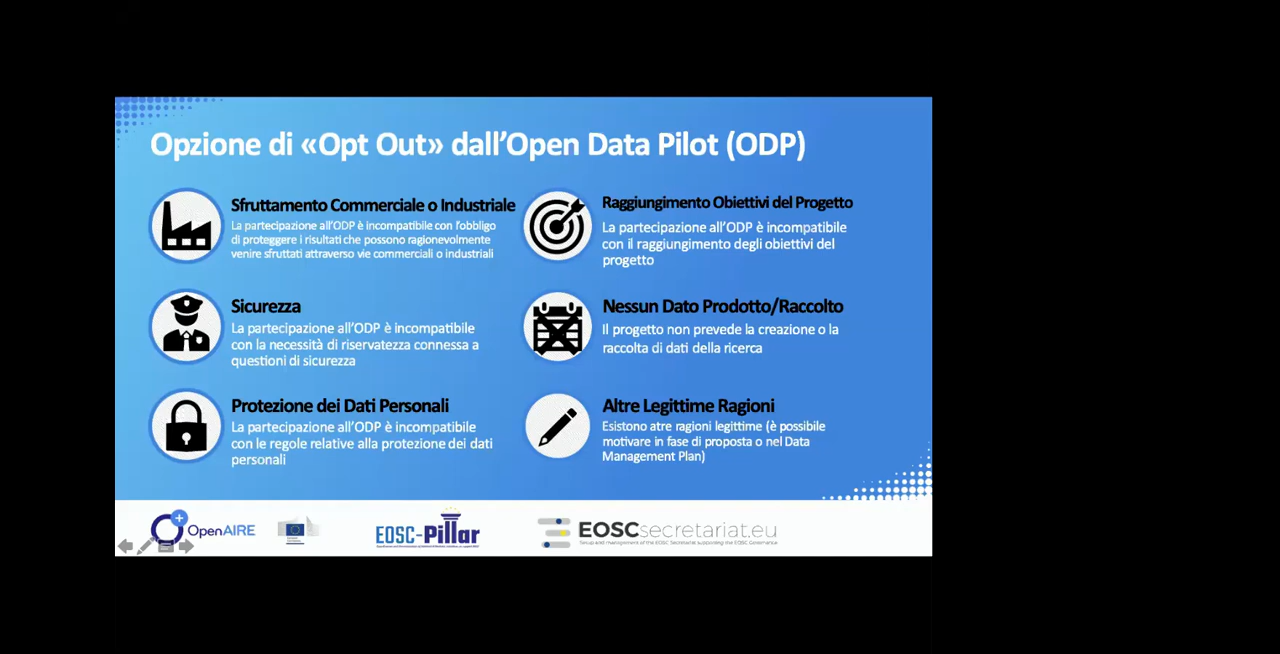 Opzione di «Opt Out» dall’Open Data Pilot (ODP)
Sfruttamento Commerciale o Industriale
La partecipazione all’ODP è incompatibile con l’obbligo
di proteggere i risultati che possono ragionevolmente
venire sfruttati attraverso vie commerciali o industriali
Raggiungimento Obiettivi del Progetto
La partecipazione all’ODP è incompatibile
con il raggiungimento degli obiettivi del
progetto
Sicurezza
La partecipazione all’ODP è incompatibile
con la necessità di riservatezza connessa a
questioni di sicurezza
Nessun Dato Prodotto/Raccolto
Il progetto non prevede la creazione o la
raccolta di dati della ricerca
Protezione dei Dati Personali
La partecipazione all’ODP è incompatibile
con le regole relative alla protezione dei dati
personali
Altre Legittime Ragioni
Esistono atre ragioni legittime (è possibile
motivare in fase di proposta o nel Data
Management Plan)
OpenAIRE
EOSC-Pillar
EOSCsecretariat.eu